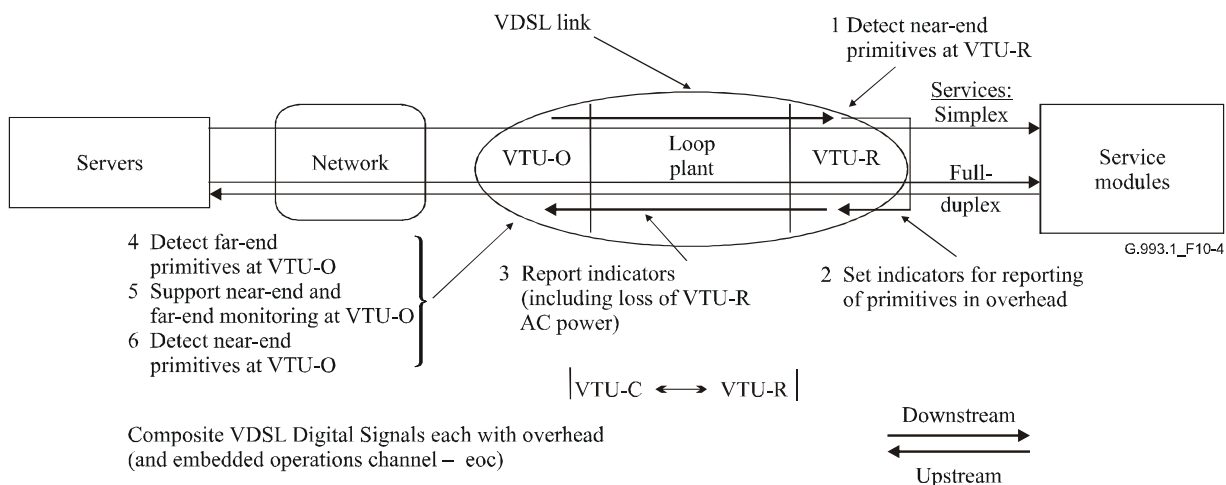 VDSL link
1 Detect near-end
primitives at VTU-R
Services:
Simplex
Servers
Network
VTU-O
Loop
plant
VTU-R
Full-
duplex
Service
modules
G.993.1_F10-4
4 Detect far-end
primitives at VTU-O
5 Support near-end and
far-end monitoring at VTU-O
6 Detect near-end
primitives at VTU-O
3 Report indicators
(including loss of VTU-R
AC power)
2 Set indicators for reporting
of primitives in overhead
VTU-C VTU-R
Composite VDSL Digital Signals each with overhead
(and embedded operations channel – eoc)
Downstream
Upstream